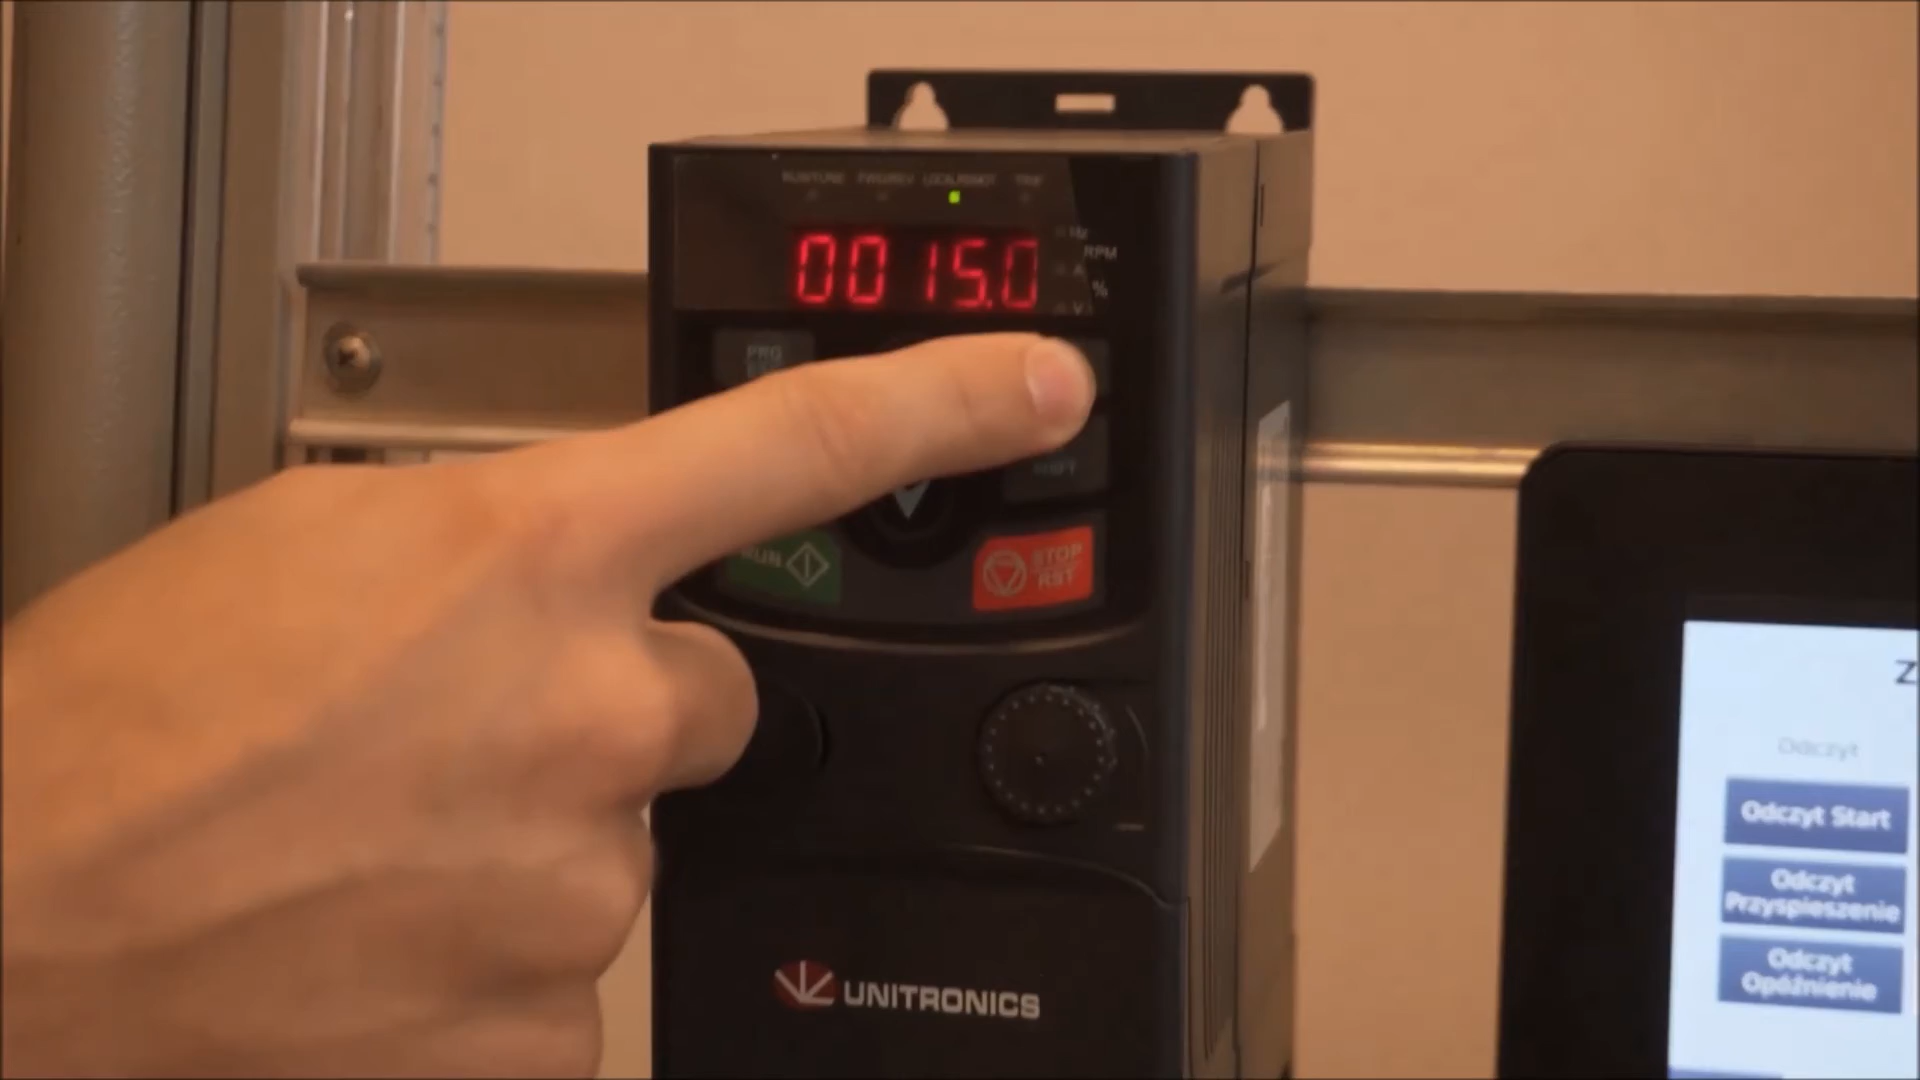 RUN/TUNE FWD/REV LOCAL/REMOT TRIP
0015.0
Hz
RPM
A
%
V
PRG
SHIFT
RUN
STOP
RST
UNITRONICS
Z
Odczyt
Odczyt Start
Odczyt
Przyspieszenie
Odczyt
Opóźnienie